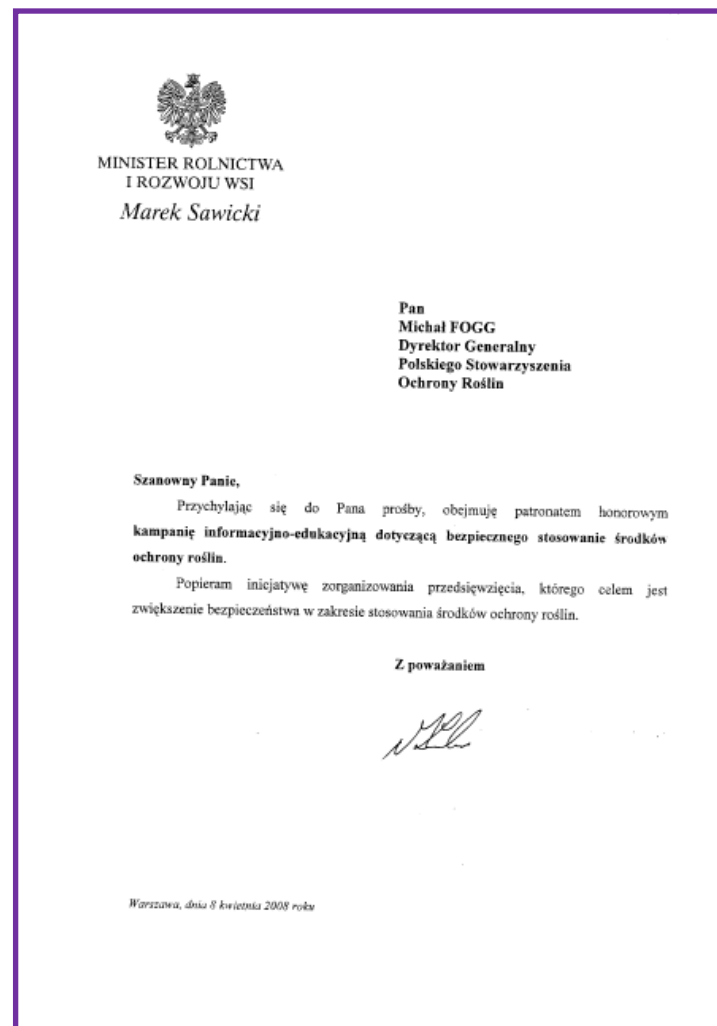 MINISTER ROLNICTWA
I ROZWOJU WSI
Marek Sawicki
Pan
Michał FOGG
Dyrektor Generalny
Polskiego Stowarzyszenia
Ochrony Roślin
Szanowny Panie,
Przychylając się do Pana prośby, obejmuję patronatem honorowym
kampanię informacyjno-edukacyjną dotyczącą bezpiecznego stosowanie środków
ochrony roślin.
Popieram inicjatywę zorganizowania przedsięwzięcia, którego celem jest
zwiększenie bezpieczeństwa w zakresie stosowania środków ochrony roślin.
Z poważaniem
Warszawa, dnia 8 kwietnia 2008 roku